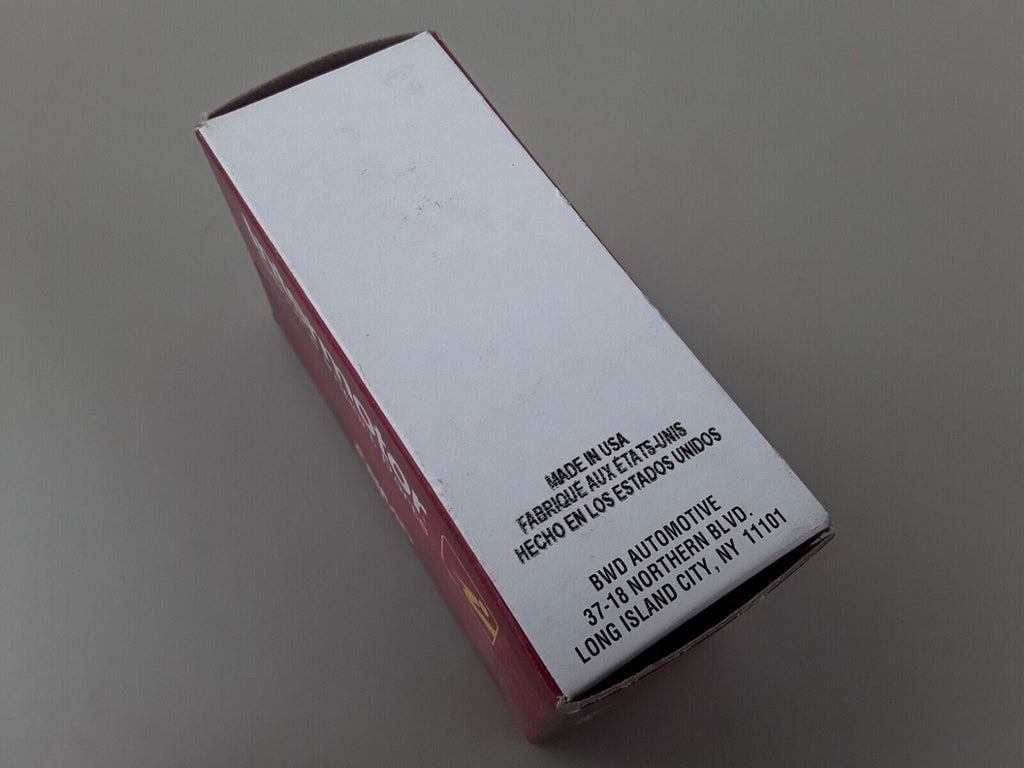 MADE IN USA
FABRIQUE AUX ÉTATS-UNIS
HECHO EN LOS ESTADOS UNIDOS
BWD AUTOMOTIVE
37-18 NORTHERN BLVD.
LONG ISLAND CITY, NY 11101